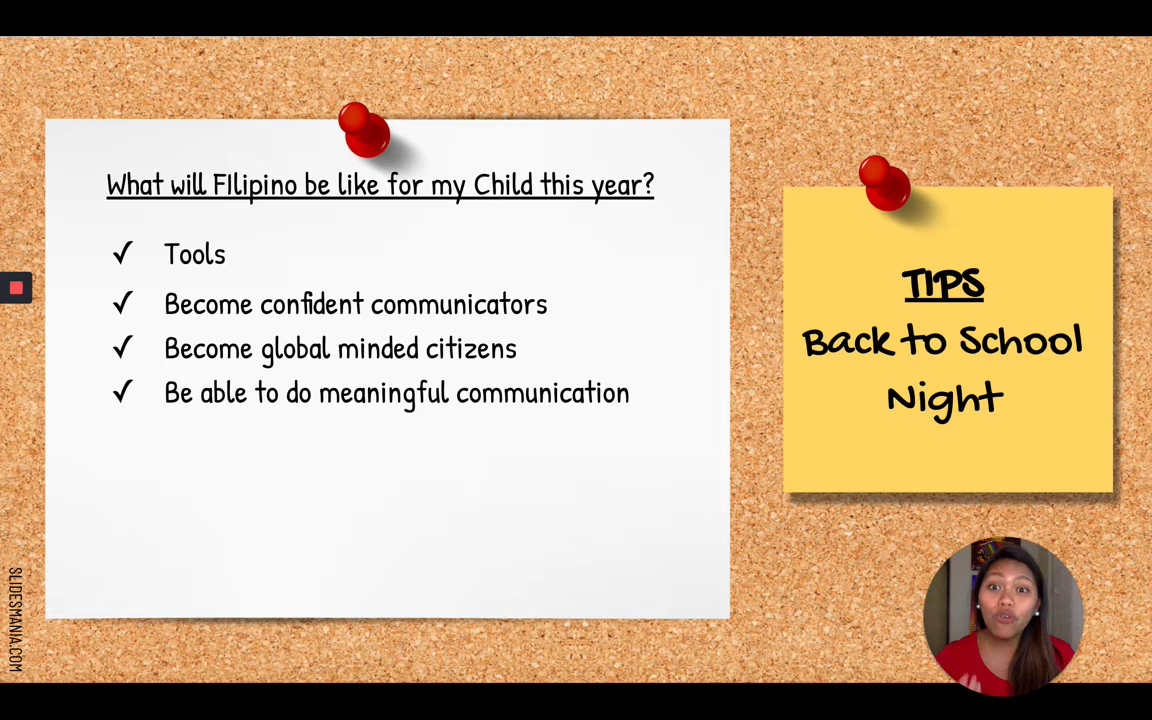 What will FIlipino be like for my Child this year?
✓ Tools
✓ Become confident communicators
✓ Become global minded citizens
✓ Be able to do meaningful communication
TIPS
Back to School
Night
SLIDESMANIA.COM